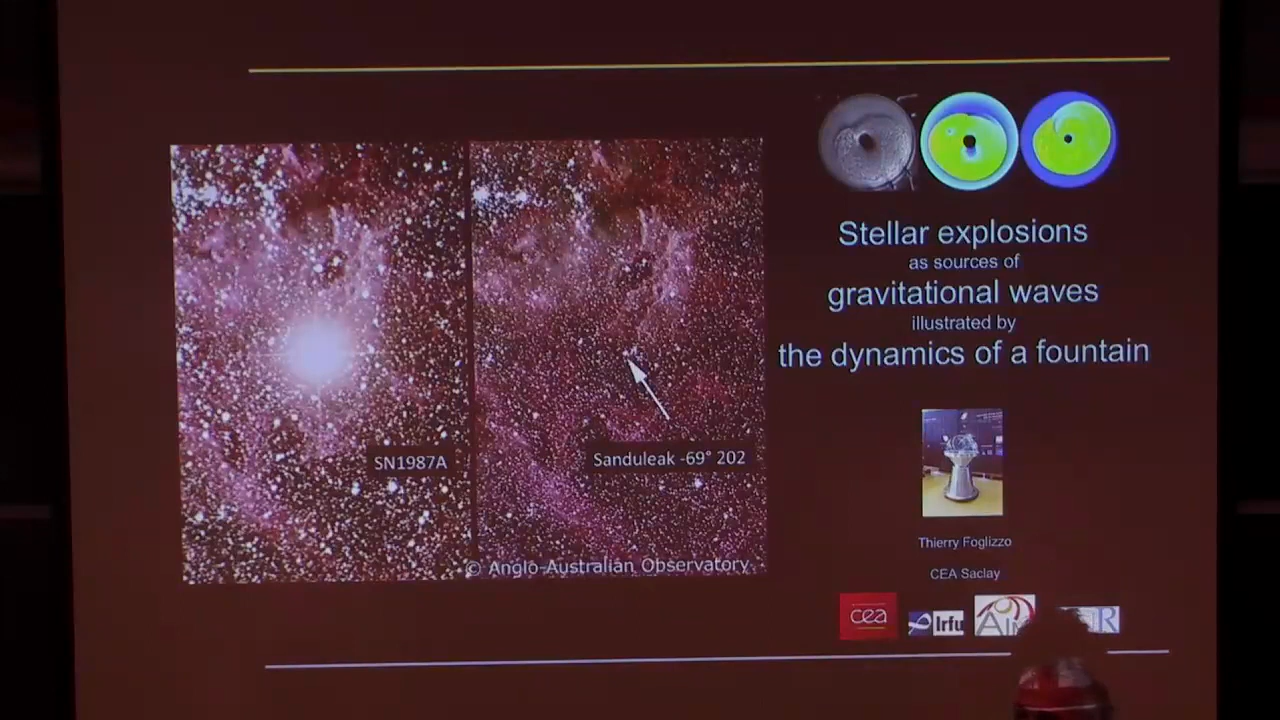 SN1987A
Sanduleak -69° 202
© Anglo-Australian Observatory
Stellar explosions
as sources of
gravitational waves
illustrated by
the dynamics of a fountain
Thierry Foglizzo
CEA Saclay
cea
Irfu